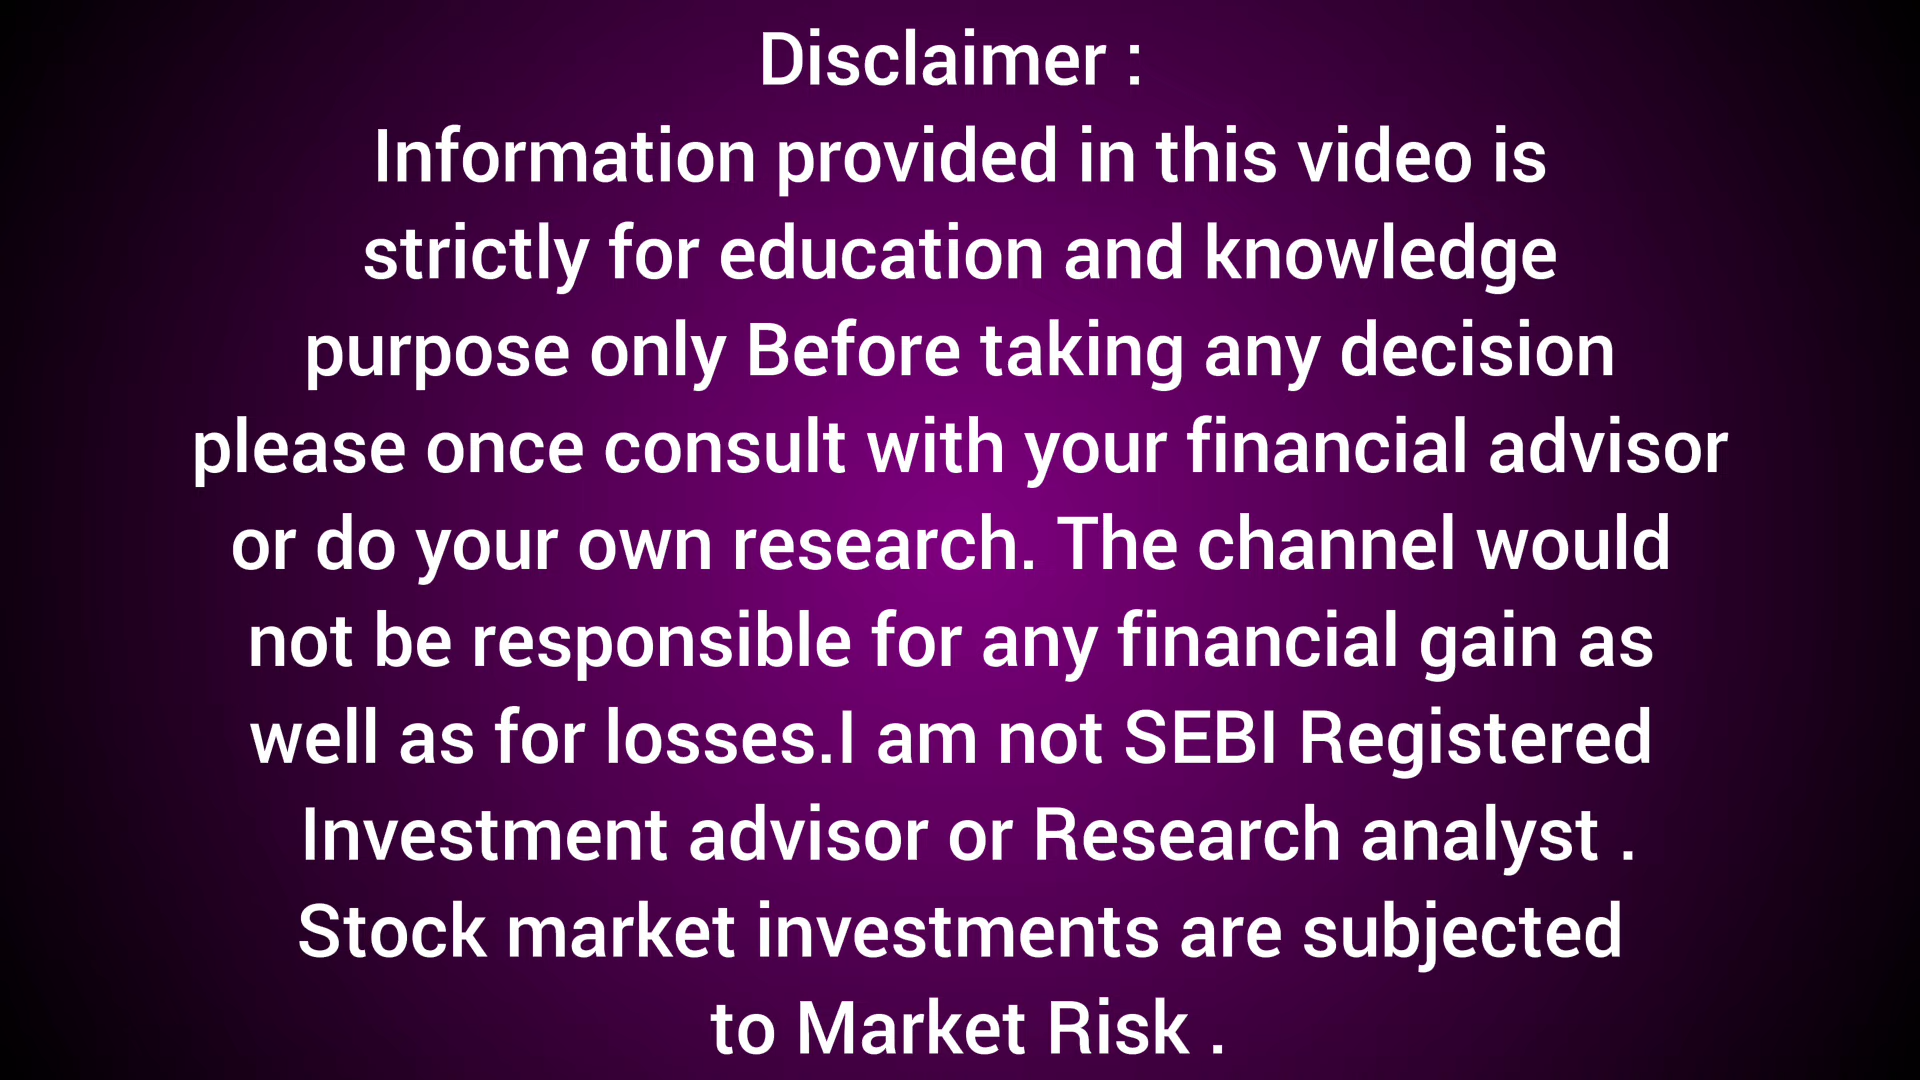 Disclaimer :
Information provided in this video is
strictly for education and knowledge
purpose only Before taking any decision
please once consult with your financial advisor
or do your own research. The channel would
not be responsible for any financial gain as
well as for losses.I am not SEBI Registered
Investment advisor or Research analyst .
Stock market investments are subjected
to Market Risk .